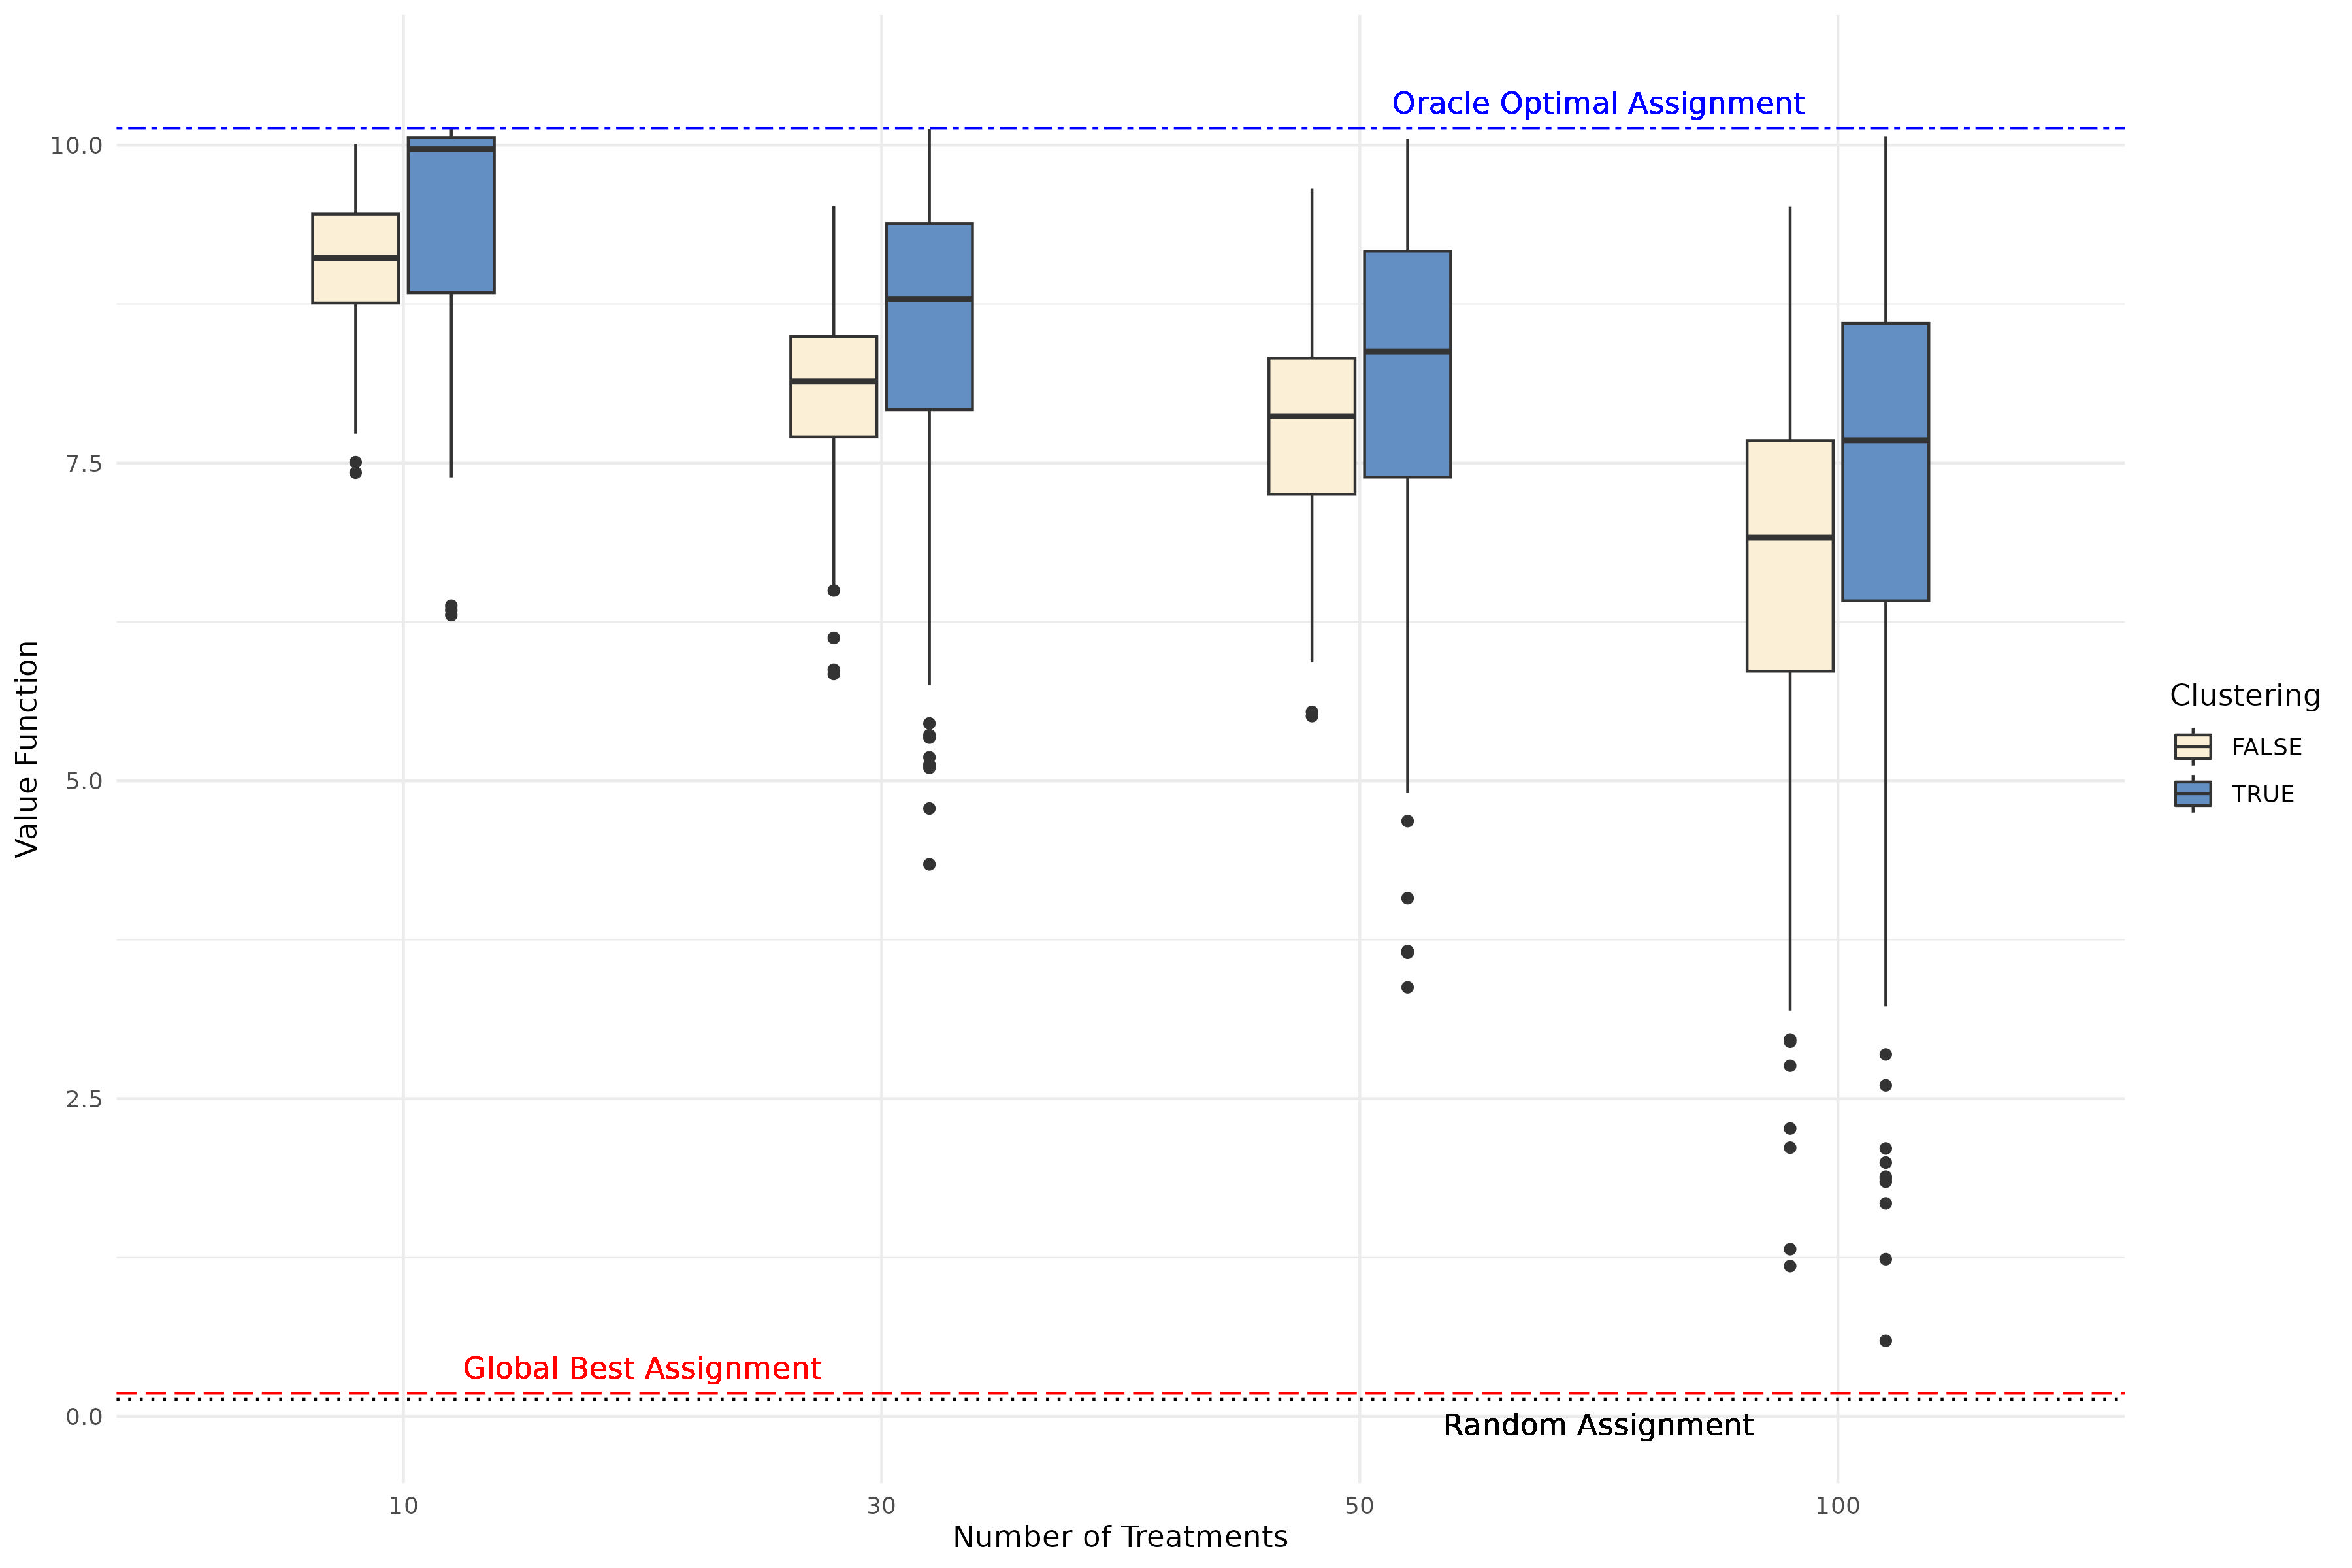 Oracle Optimal Assignment
10.0
7.5
5.0
2.5
0.0
Value Function
Global Best Assignment
Random Assignment
10
30
50
100
Number of Treatments
Clustering
FALSE
TRUE